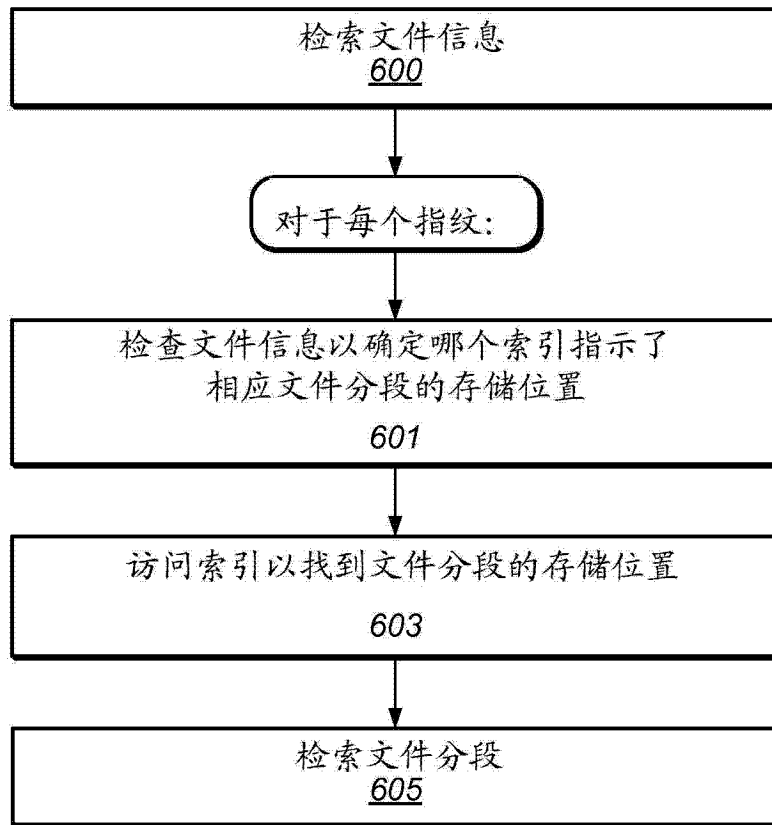 检索文件信息
600
对于每个指纹：
检查文件信息以确定哪个索引指示了
相应文件分段的存储位置
601
访问索引以找到文件分段的存储位置
603
检索文件分段
605